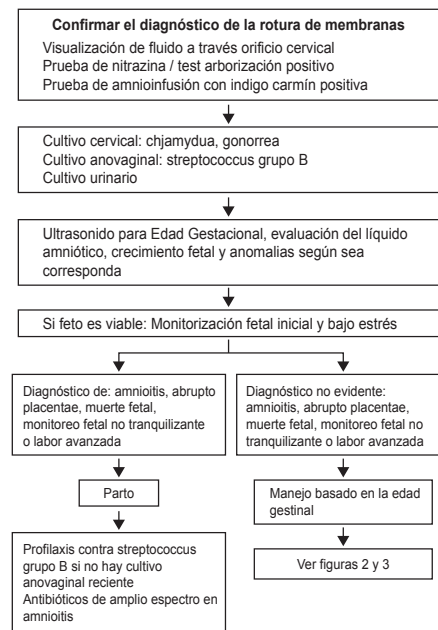 Confirmar el diagnóstico de la rotura de membranas
Visualización de fluido a través orificio cervical
Prueba de nitrazina / test arborización positivo
Prueba de amnioinfusión con indigo carmín positiva
Cultivo cervical: chjamydua, gonorrea
Cultivo anovaginal: streptococcus grupo B
Cultivo urinario
Ultrasonido para Edad Gestacional, evaluación del líquido
amniótico, crecimiento fetal y anomalias según sea
corresponda
Si feto es viable: Monitorización fetal inicial y bajo estrés
Diagnóstico de: amnioitis, abrupto
placentae, muerte fetal,
monitoreo fetal no tranquilizante
o labor avanzada
Diagnóstico no evidente:
amnioitis, abrupto placentae,
muerte fetal, monitoreo fetal no
tranquilizante o labor avanzada
Parto
Manejo basado en la edad
gestinal
Profilaxis contra streptococcus
grupo B si no hay cultivo
anovaginal reciente
Antibióticos de amplio espectro en
amnioitis
Ver figuras 2 y 3